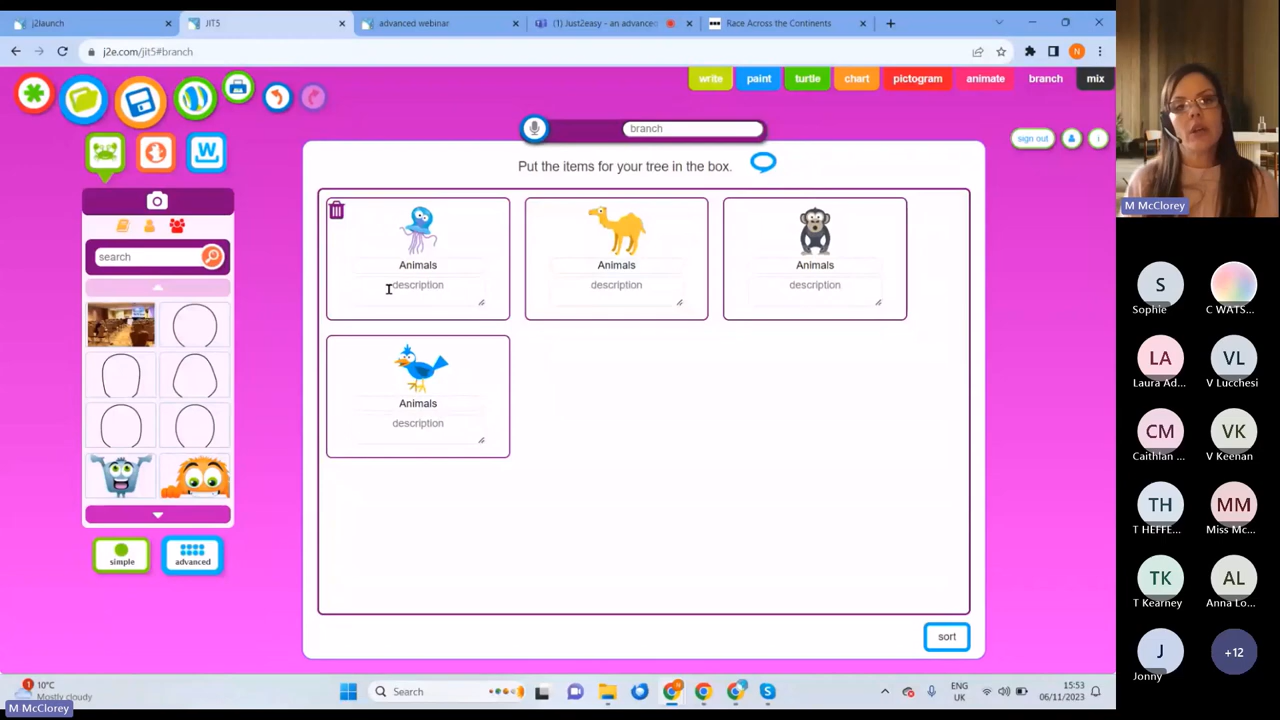 j2launch
JIT5
advanced webinar
(1) Just2easy – an advanced
Race Across the Continents
j2e.com/jit5#branch
N
write
paint
turtle
chart
pictogram
animate
branch
mix
branch
sign out
i
W
Put the items for your tree in the box.
search
Animals
description
Animals
description
Animals
description
Animals
description
simple
advanced
sort
M McClorey
S
Sophie
C WATS...
LA
Laura Ad...
VL
V Lucchesi
CM
Caithlan ...
VK
V Keenan
TH
T HEFFE...
MM
Miss Mc...
TK
T Kearney
AL
Anna Lo...
J
Jonny
+12
1
10°C
Mostly cloudy
Search
ENG
UK
15:53
06/11/2023
M McClorey